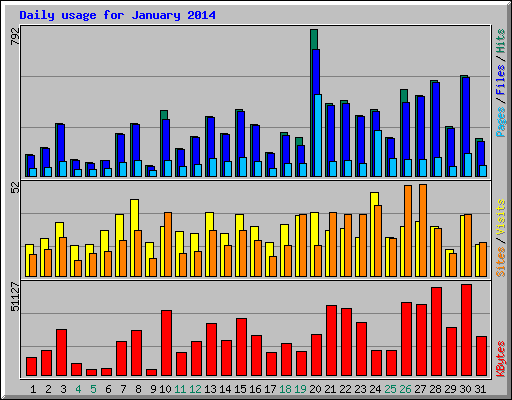 Daily usage for January 2014
792
Pages / Files / Hits
52
Sites / Visits
51127
KBytes
1 2 3 4 5 6 7 8 9 10 11 12 13 14 15 16 17 18 19 20 21 22 23 24 25 26 27 28 29 30 31